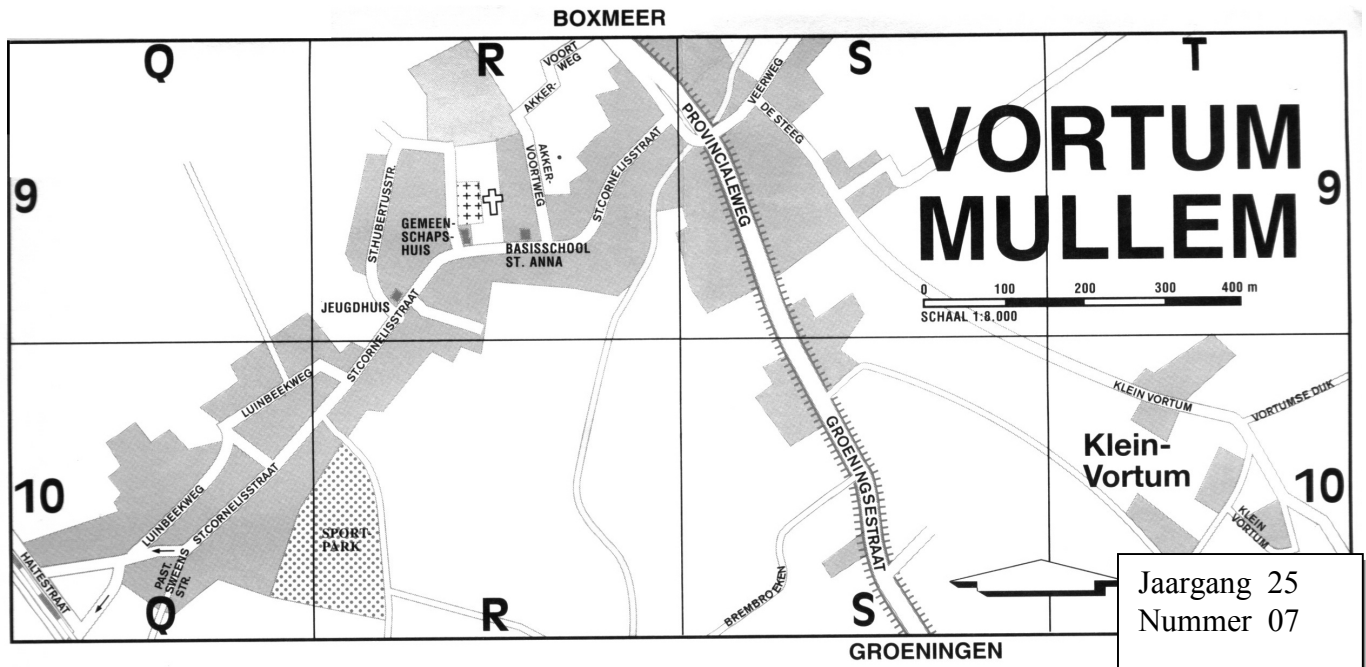 BOXMEER
Q
R
S
T
VORTUM
MULLEM
9
9
VOORT
WEG
AKKER-
AKKER-
VOORTWEG
ST.CORNELISSTRAAT
PROVINCIALEWEG
VEERWEG
DE STEEG
ST.HUBERTUSSTR.
GEMEEN-
SCHAPS-
HUIS
BASISSCHOOL
ST. ANNA
JEUGDHUIS
ST.CORNELISSTRAAT
0 100 200 300 400 m
SCHAAL 1:8,000
LUINBEEKWEG
KLEIN VORTUM
VORTUMSE DIJK
Klein-
Vortum
10
10
GROENINGSESTRAAT
LUINBEEKWEG
ST.CORNELISSTRAAT
KLEIN
VORTUM
SPORT-
PARK
HALTESTRAAT
PAST.
SWEENS
STR.
BREMBROEKEN
Q
R
S
Jaargang 25
Nummer 07
GROENINGEN